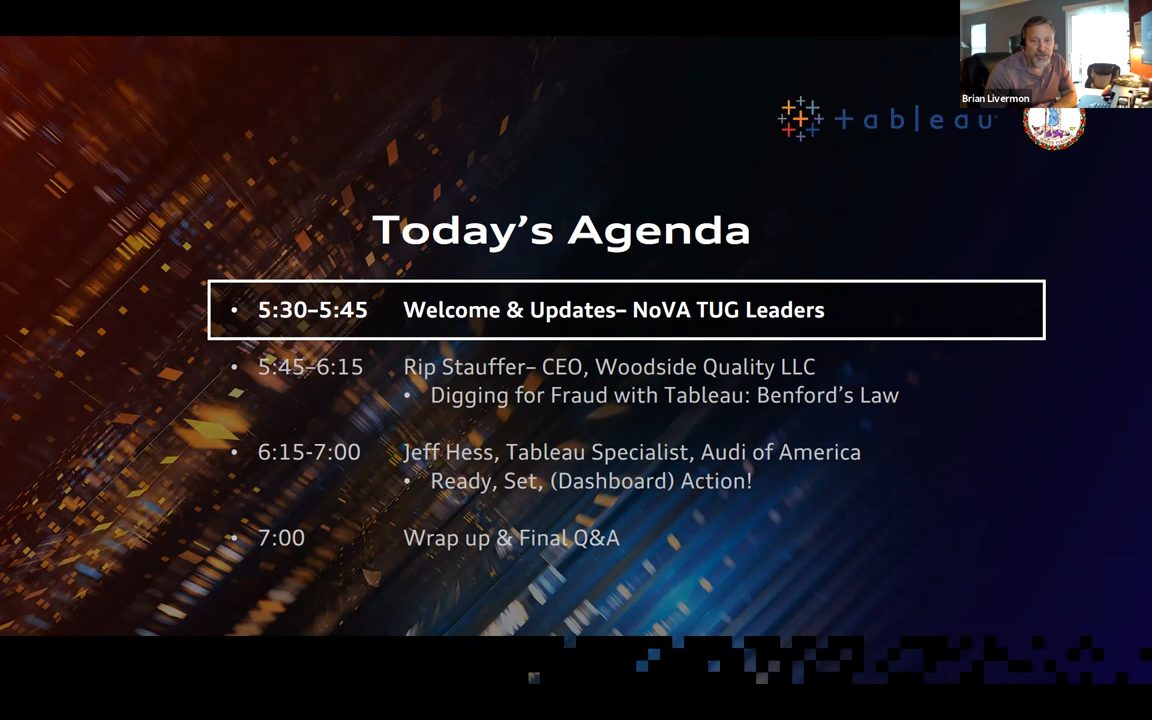 Brian Livermon
tableau
Today's Agenda
• 5:30–5:45 Welcome & Updates– NoVA TUG Leaders
• 5:45–6:15 Rip Stauffer– CEO, Woodside Quality LLC
• Digging for Fraud with Tableau: Benford's Law
• 6:15-7:00 Jeff Hess, Tableau Specialist, Audi of America
• Ready, Set, (Dashboard) Action!
• 7:00 Wrap up & Final Q&A